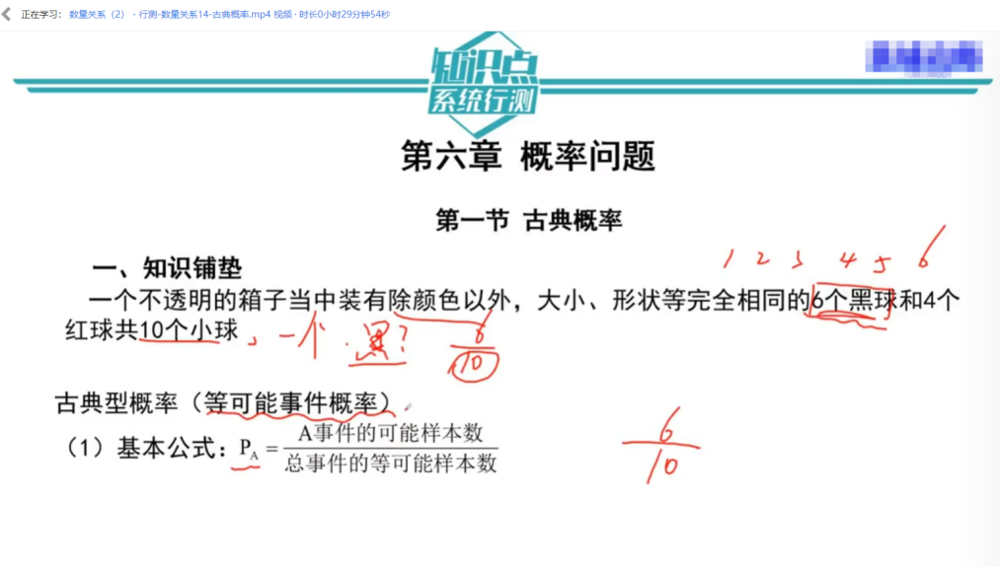 正在学习： 数量关系（2） - 行测-数量关系14-古典概率.mp4 视频 · 时长0小时29分钟54秒
知识点
系统行测
第六章 概率问题
第一节 古典概率
1 2 3 4 5 6
一、知识铺垫
一个不透明的箱子当中装有除颜色以外，大小、形状等完全相同的6个黑球和4个
红球共10个小球、一个. 黑?
6
10
古典型概率（等可能事件概率）
(1) 基本公式： PA = A事件的可能样本数
总事件的等可能样本数
6
10